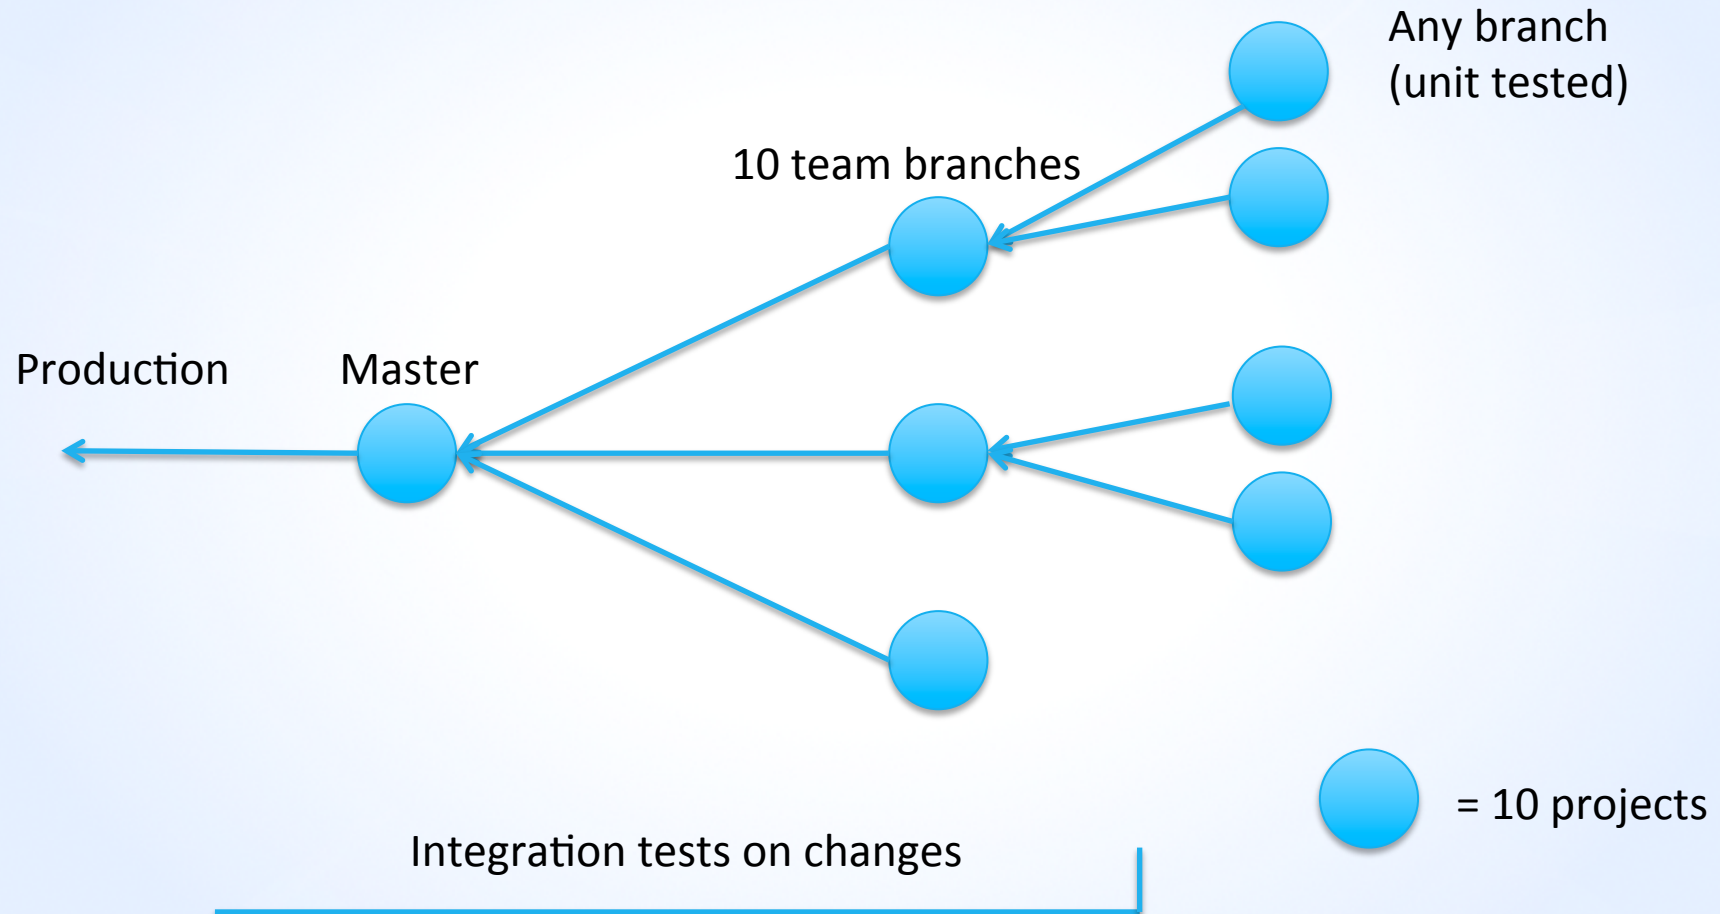 Any branch
(unit tested)
10 team branches
Production
Master
= 10 projects
Integration tests on changes